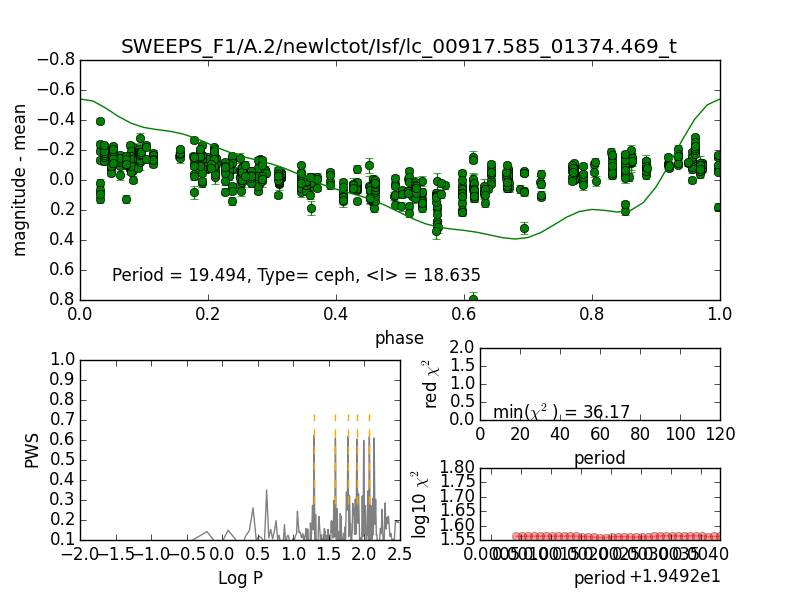 SWEEPS_F1/A.2/newlctot/Isf/lc_00917.585_01374.469_t
−0.8
−0.6
−0.4
−0.2
0.0
0.2
0.4
0.6
0.8
magnitude - mean
Period = 19.494, Type= ceph, <I> = 18.635
0.0 0.2 0.4 0.6 0.8 1.0
phase
1.0
0.9
0.8
0.7
0.6
0.5
0.4
0.3
0.2
0.1
PWS
−2.0 −1.5 −1.0 −0.5 0.0 0.5 1.0 1.5 2.0 2.5
Log P
2.0
1.5
1.0
0.5
0.0
red χ²
min(χ² ) = 36.17
0 20 40 60 80 100 120
period
1.80
1.75
1.70
1.65
1.60
1.55
log10 χ²
period
+1.9492e1